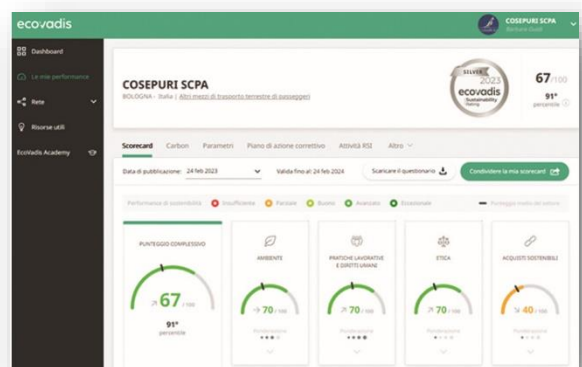 ecovadis
COSEPURI SCPA
Dashboard
Le mie performance
Rete
Risorse utili
EcoVadis Academy
COSEPURI SCPA
BOLOGNA - Italia | Altri mezzi di trasporto terrestre di passeggeri
SILVER
2023
ecovadis
Sustainability
Rating
67/100
91°
percentile
Scorecard Carbon Parametri Piano di azione correttivo Attività RSI Altro
Data di pubblicazione: 24 feb 2023 Valida fino al: 24 feb 2024 Scaricare il questionario Condividere la mia scorecard
Performance di sostenibilità Insufficiente Parziale Buono Avanzato Eccezionale Punteggio medio del settore
PUNTEGGIO COMPLESSIVO
67 / 100
91°
percentile
AMBIENTE
70 / 100
Ponderazione
PRATICHE LAVORATIVE
E DIRITTI UMANI
70 / 100
Ponderazione
ETICA
70 / 100
Ponderazione
ACQUISTI SOSTENIBILI
40 / 100
Ponderazione